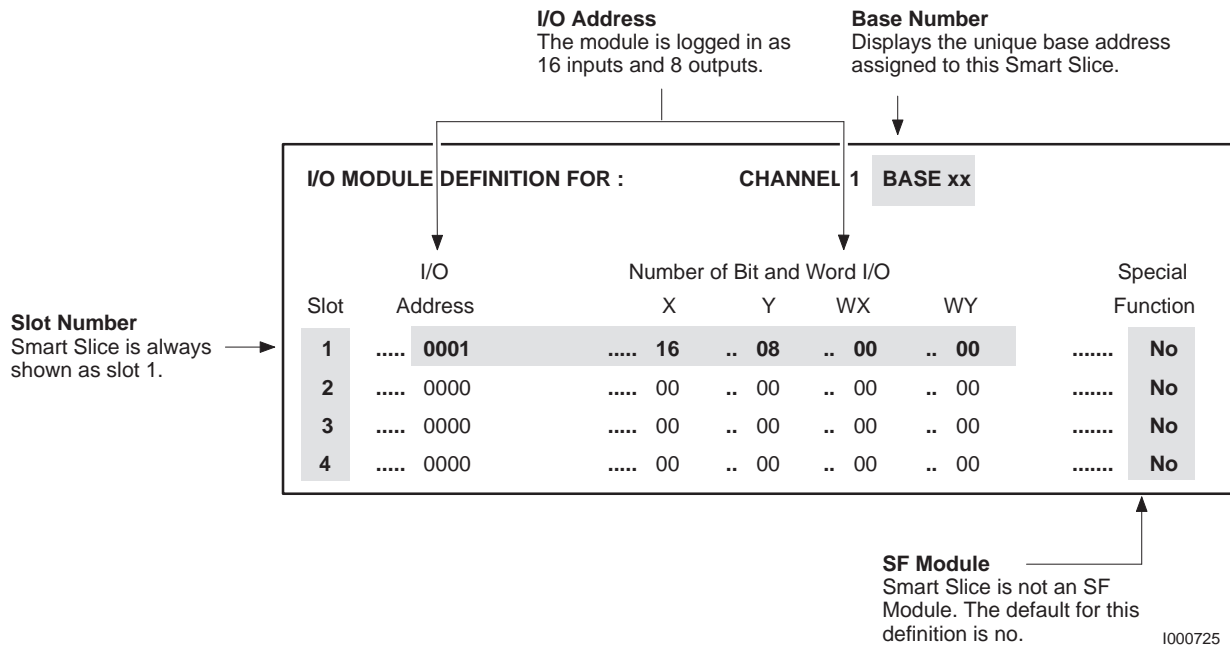 I/O Address
The module is logged in as
16 inputs and 8 outputs.
Base Number
Displays the unique base address
assigned to this Smart Slice.
I/O MODULE DEFINITION FOR : CHANNEL 1 BASE xx
I/O Number of Bit and Word I/O Special
Slot Address X Y WX WY Function
Slot Number
Smart Slice is always
shown as slot 1.
1 ..... 0001 ..... 16 .. 08 .. 00 .. 00 ....... No
2 ..... 0000 ..... 00 .. 00 .. 00 .. 00 ....... No
3 ..... 0000 ..... 00 .. 00 .. 00 .. 00 ....... No
4 ..... 0000 ..... 00 .. 00 .. 00 .. 00 ....... No
SF Module
Smart Slice is not an SF
Module. The default for this
definition is no.
I000725